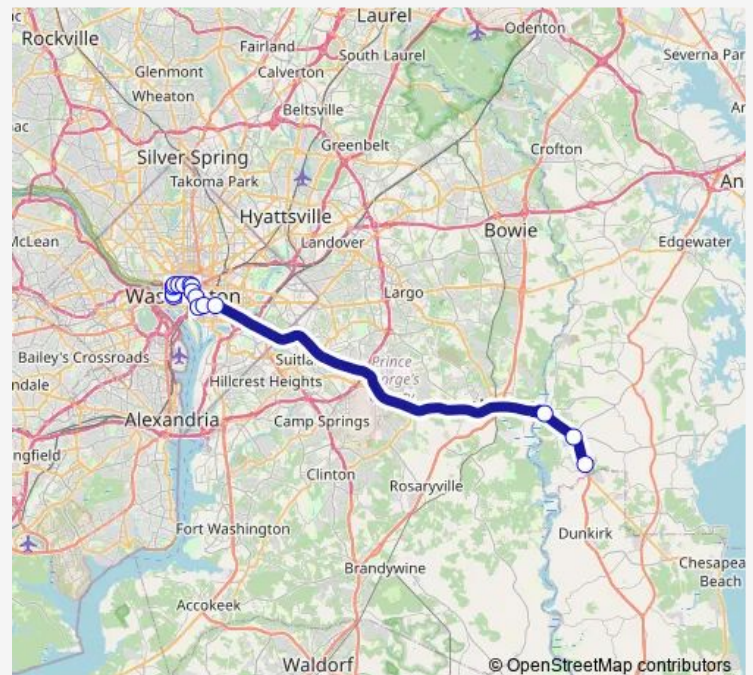 Laurel
Rockville
Fairland
Odenton
South Laurel
Severna Par
Glenmont
Calverton
Wheaton
Beltsville
Silver Spring
Greenbelt
Crofton
Takoma Park
An
Hyattsville
McLean
Landover
Bowie
Edgewater
Largo
Bailey's Crossroads
Prince
Hillcrest Heights
Alexandria
Camp Springs
Clinton
Rosaryville
Fort Washington
Dunkirk
Brandywine
Chesapea
Beach
Accokeek
Waldorf
© OpenStreetMap contributors